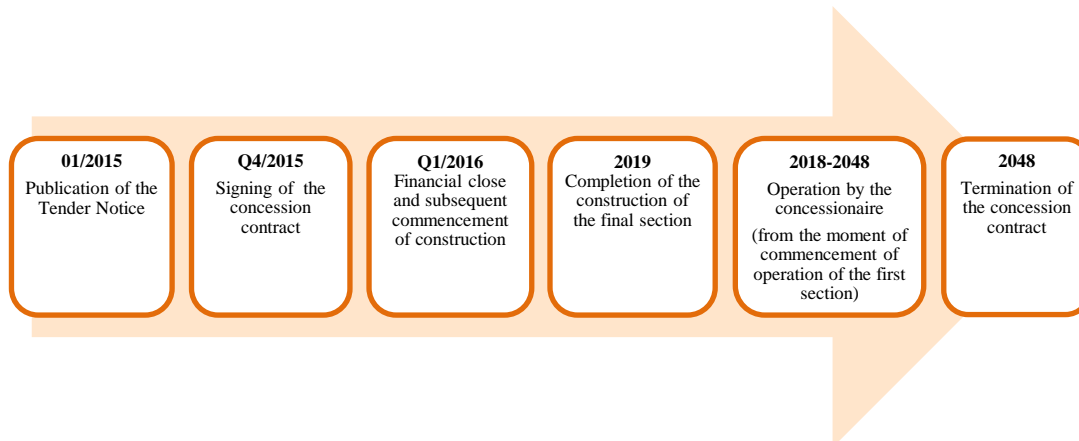 01/2015
Publication of the
Tender Notice
Q4/2015
Signing of the
concession
contract
Q1/2016
Financial close
and subsequent
commencement
of construction
2019
Completion of the
construction of
the final section
2018-2048
Operation by the
concessionaire
(from the moment of
commencement of
operation of the first
section)
2048
Termination of
the concession
contract